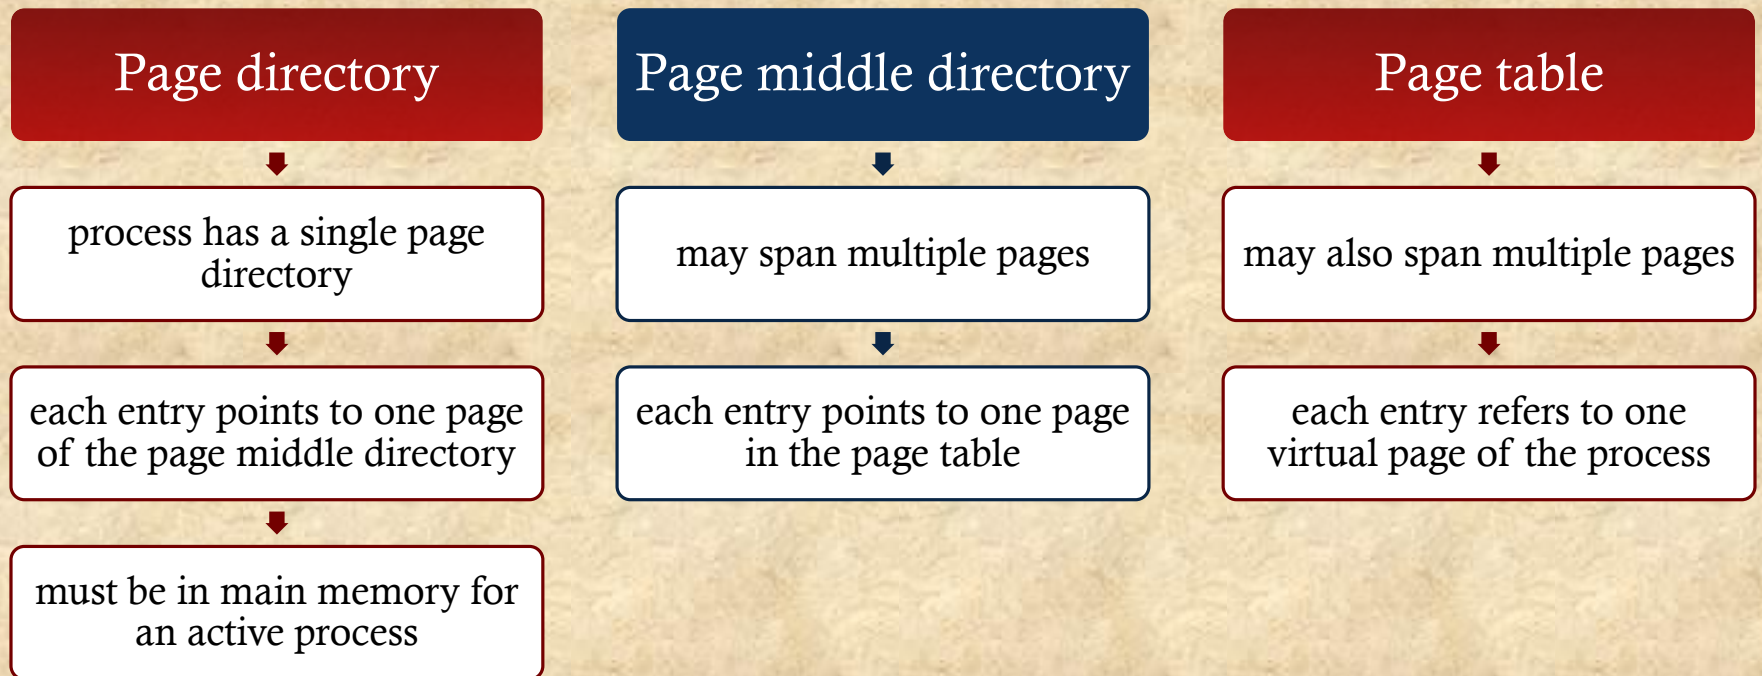 Page directory
process has a single page
directory
each entry points to one page
of the page middle directory
must be in main memory for
an active process
Page middle directory
may span multiple pages
each entry points to one page
in the page table
Page table
may also span multiple pages
each entry refers to one
virtual page of the process